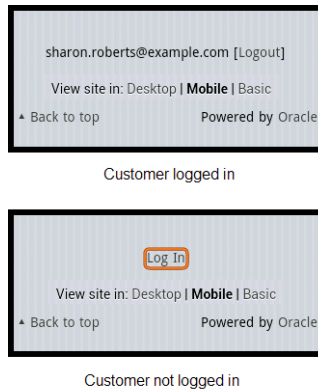 sharon.roberts@example.com [Logout]
View site in: Desktop | Mobile | Basic
▲ Back to top Powered by Oracle
Customer logged in
Log In
View site in: Desktop | Mobile | Basic
▲ Back to top Powered by Oracle
Customer not logged in